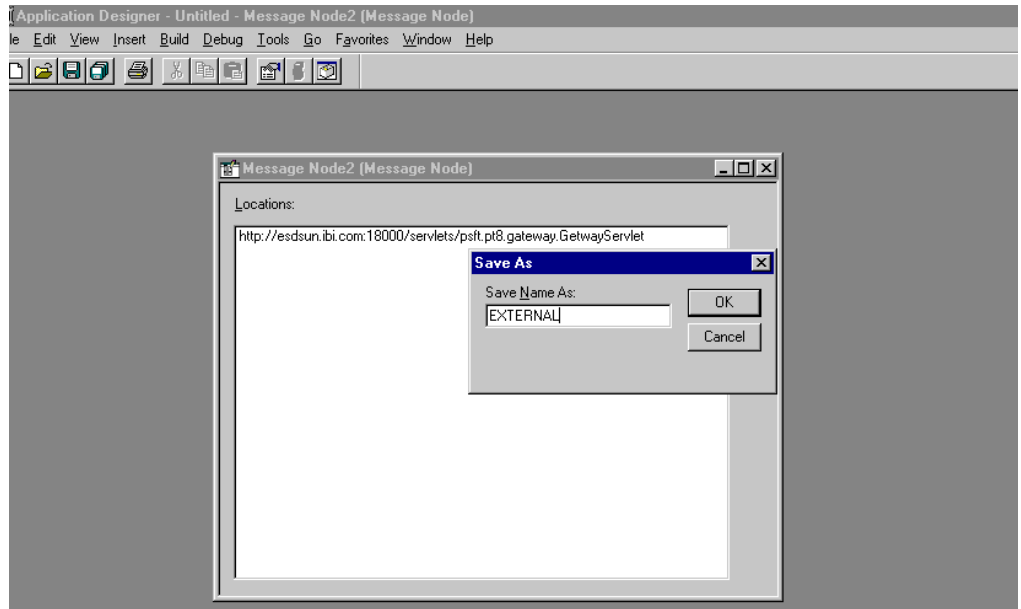 Application Designer - Untitled - Message Node2 (Message Node)
le Edit View Insert Build Debug Tools Go Favorites Window Help
Message Node2 (Message Node)
Locations:
http://esdsun.ibi.com:18000/servlets/psft.pt8.gateway.GetwayServlet
Save As
Save Name As:
OK
EXTERNAL
Cancel